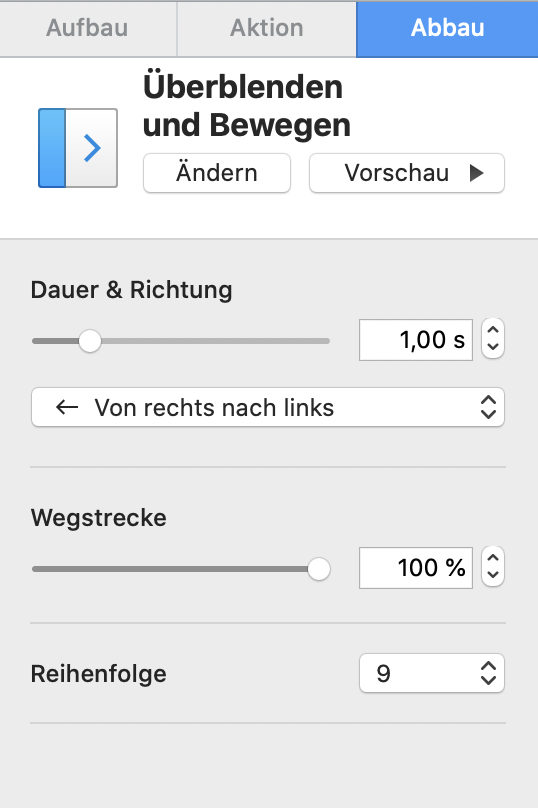 Aufbau Aktion Abbau
Überblenden
und Bewegen
Ändern Vorschau
Dauer & Richtung
1,00 s
← Von rechts nach links
Wegstrecke
100 %
Reihenfolge 9